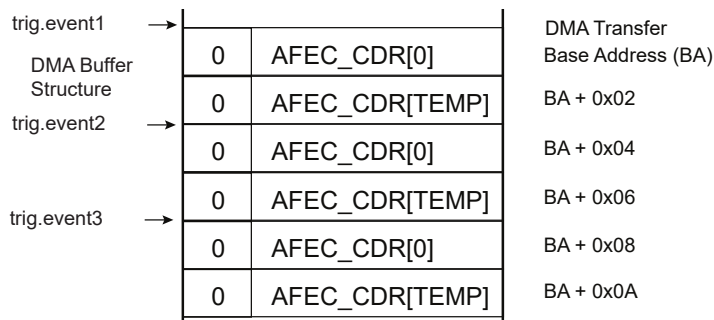 trig.event1
DMA Transfer
Base Address (BA)
DMA Buffer
Structure
0 AFEC_CDR[0]
0 AFEC_CDR[TEMP] BA + 0x02
trig.event2
0 AFEC_CDR[0] BA + 0x04
0 AFEC_CDR[TEMP] BA + 0x06
trig.event3
0 AFEC_CDR[0] BA + 0x08
0 AFEC_CDR[TEMP] BA + 0x0A